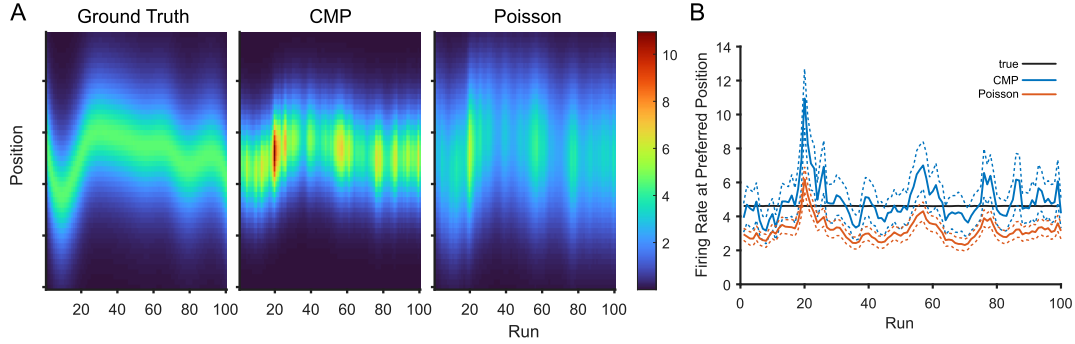 A
Ground Truth
CMP
Poisson
Position
20 40 60 80 100
20 40 60 80 100
20 40 60 80 100
Run
10
8
6
4
2
B
14
12
10
8
6
4
2
0
Firing Rate at Preferred Position
true
CMP
Poisson
0 20 40 60 80 100
Run